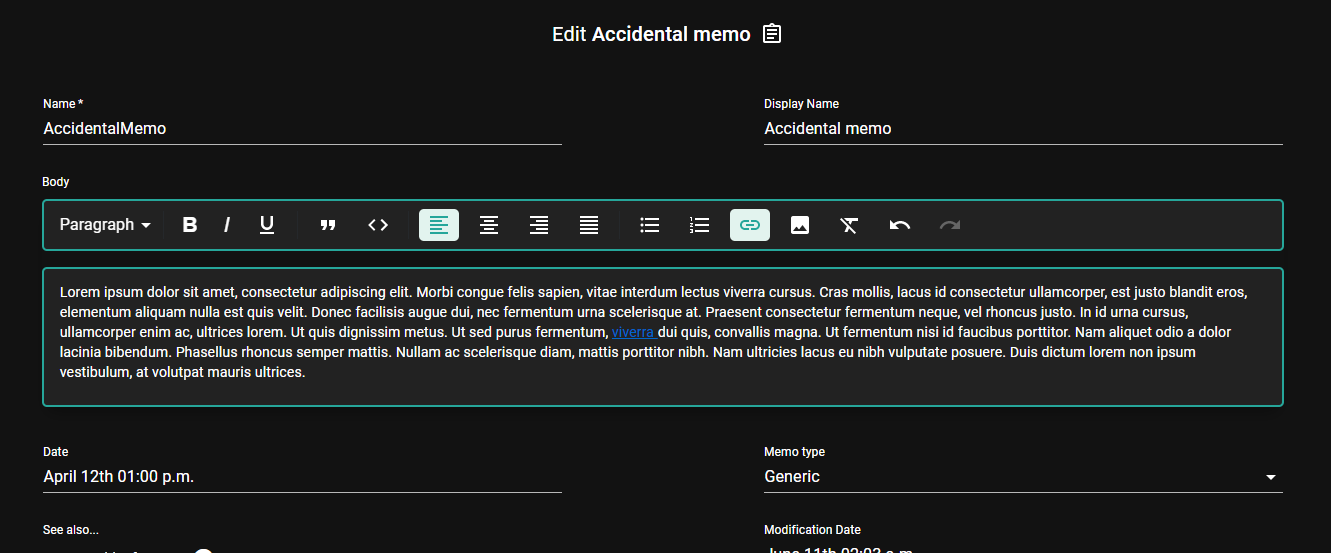 Edit Accidental memo
Name *
AccidentalMemo
Display Name
Accidental memo
Body
Paragraph B I U
Lorem ipsum dolor sit amet, consectetur adipiscing elit. Morbi congue felis sapien, vitae interdum lectus viverra cursus. Cras mollis, lacus id consectetur ullamcorper, est justo blandit eros,
elementum aliquam nulla est quis velit. Donec facilisis augue dui, nec fermentum urna scelerisque at. Praesent consectetur fermentum neque, vel rhoncus justo. In id urna cursus,
ullamcorper enim ac, ultrices lorem. Ut quis dignissim metus. Ut sed purus fermentum, viverra dui quis, convallis magna. Ut fermentum nisi id faucibus porttitor. Nam aliquet odio a dolor
lacinia bibendum. Phasellus rhoncus semper mattis. Nullam ac scelerisque diam, mattis porttitor nibh. Nam ultricies lacus eu nibh vulputate posuere. Duis dictum lorem non ipsum
vestibulum, at volutpat mauris ultrices.
Date
April 12th 01:00 p.m.
Memo type
Generic
See also...
Modification Date